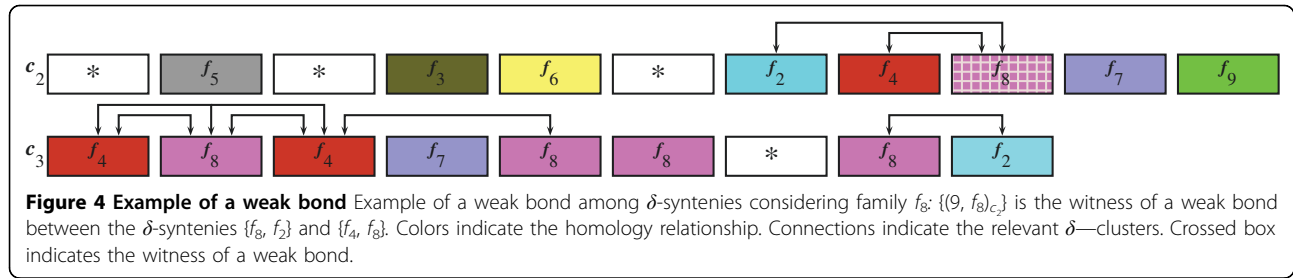 c2 * f5 * f3 f6 * f2 f4 f8 f7 f9
c3 f4 f8 f4 f7 f8 f8 * f8 f2
Figure 4 Example of a weak bond Example of a weak bond among δ-syntenies considering family f8: {(9, f8)c2} is the witness of a weak bond
between the δ-syntenies {f8, f2} and {f4, f8}. Colors indicate the homology relationship. Connections indicate the relevant δ—clusters. Crossed box
indicates the witness of a weak bond.